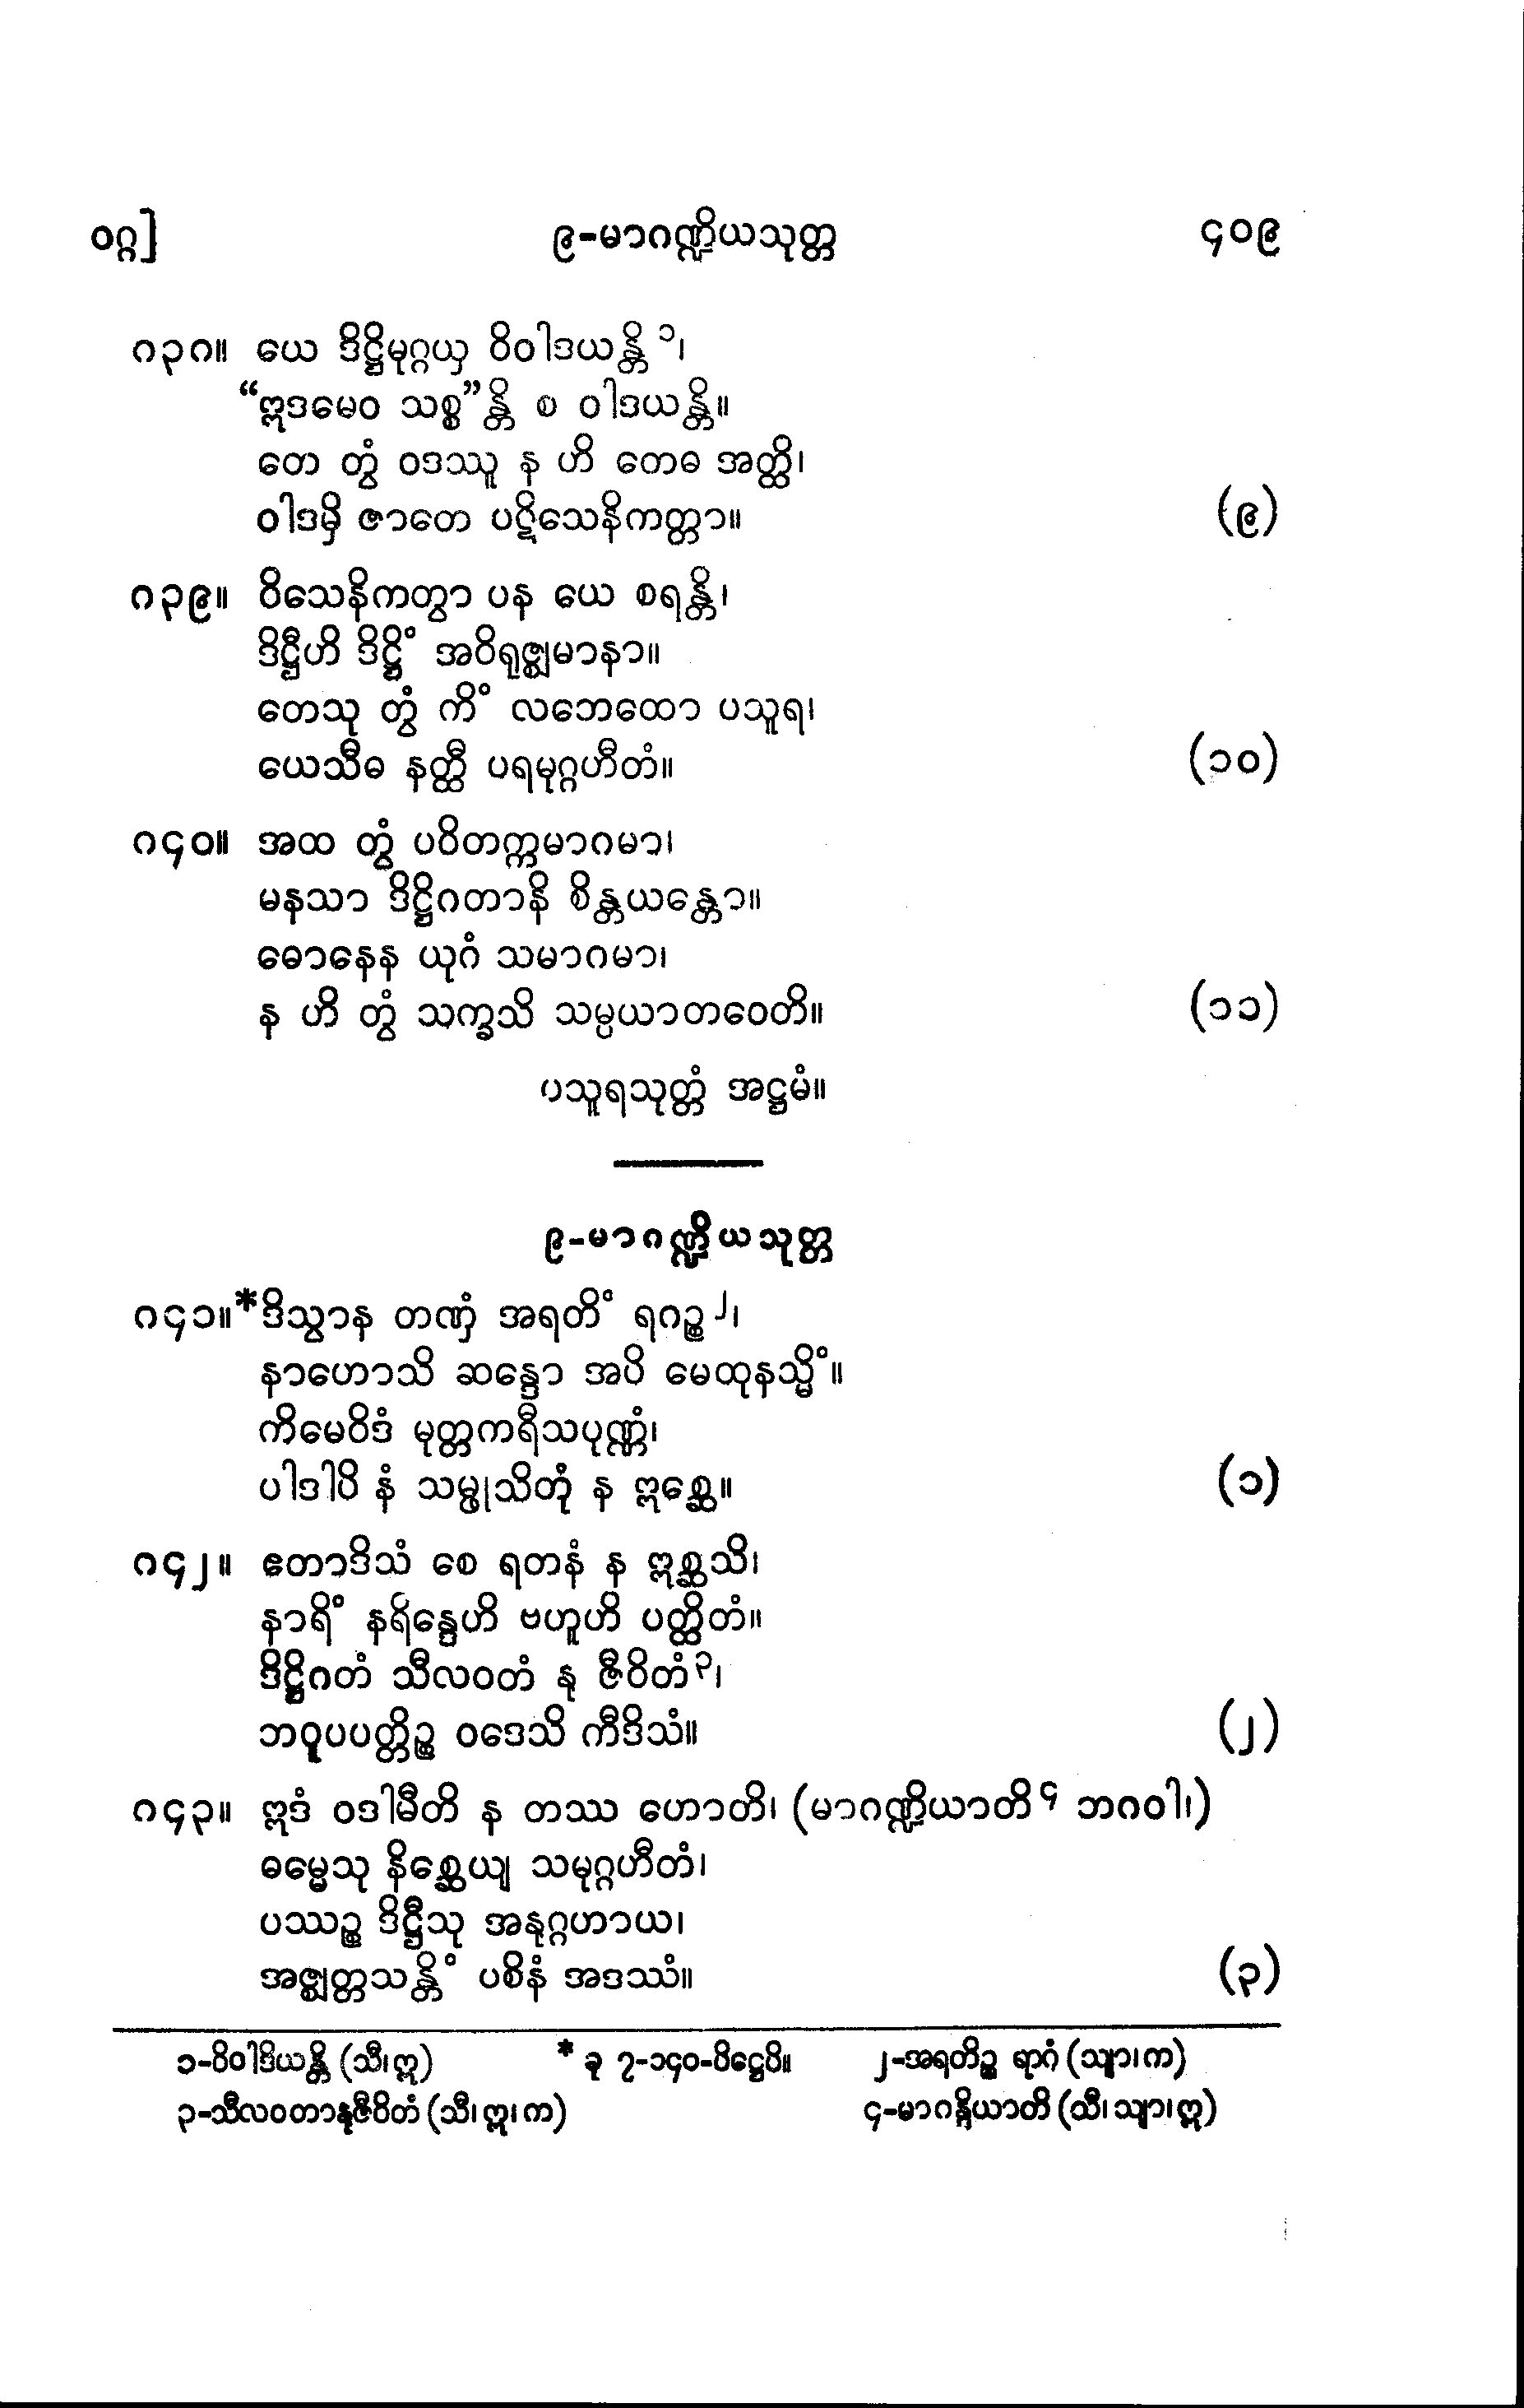 ဝဂ္ဂ] ၉-မာဂဏ္ဍိယသုတ္တ ၄၀၉
၈၃၈။ ယေ ဒိဋ္ဌိမုဂ္ဂယှ ဝိဝါဒယန္တိ ၁၊
“ဣဒမေဝ သစ္စ”န္တိ စ ဝါဒယန္တိ။
တေ တွံ ဝဒဿူ န ဟိ တေဓ အတ္ထိ၊
ဝါဒမှိ ဇာတေ ပဋိသေနိကတ္တာ။ (၉)
၈၃၉။ ဝိသေနိကတွာ ပန ယေ စရန္တိ၊
ဒိဋ္ဌီဟိ ဒိဋ္ဌိံ အဝိရုဇ္ဈမာနာ။
တေသု တွံ ကိံ လဘေထော ပသူရ၊
ယေသီဓ နတ္ထီ ပရမုဂ္ဂဟီတံ။ (၁၀)
၈၄၀။ အထ တွံ ပဝိတက္ကမာဂမာ၊
မနသာ ဒိဋ္ဌိဂတာနိ စိန္တယန္တော။
ဓောနေန ယုဂံ သမာဂမာ၊
န ဟိ တွံ သက္ခသိ သမ္ပယာတဝေတိ။ (၁၁)
ပသူရသုတ္တံ အဋ္ဌမံ။
၉-မာဂဏ္ဍိယသုတ္တ
၈၄၁။*ဒိသွာန တဏှံ အရတိံ ရဂဉ္စ ၂၊
နာဟောသိ ဆန္ဒော အပိ မေထုနသ္မိံ။
ကိမေဝိဒံ မုတ္တကရီသပုဏ္ဏံ၊
ပါဒါပိ နံ သမ္ဖုသိတုံ န ဣစ္ဆေ။ (၁)
၈၄၂။ ဧတာဒိသံ စေ ရတနံ န ဣစ္ဆသိ၊
နာရိံ နရိန္ဒေဟိ ဗဟူဟိ ပတ္ထိတံ။
ဒိဋ္ဌိဂတံ သီလဝတံ နု ဇီဝိတံ ၃၊
ဘဝူပပတ္တိဉ္စ ဝဒေသိ ကီဒိသံ။ (၂)
၈၄၃။ ဣဒံ ဝဒါမီတိ န တဿ ဟောတိ၊ (မာဂဏ္ဍိယာတိ ၄ ဘဂဝါ၊)
ဓမ္မေသု နိစ္ဆေယျ သမုဂ္ဂဟီတံ၊
ပဿဉ္စ ဒိဋ္ဌီသု အနုဂ္ဂဟာယ၊
အဇ္ဈတ္တသန္တိံ ပစိနံ အဒဿံ။ (၃)
၁-ဝိဝါဒိယန္တိ (သီ၊ ဣ) * ခု ၇-၁၄၀-ပိဋ္ဌေပိ။ ၂-အရတိဉ္စ ရာဂံ (သျာ၊ က)
၃-သီလဝတာနုဇီဝိတံ (သီ၊ ဣ၊ က) ၄-မာဂန္ဒိယာတိ (သီ၊ သျာ၊ ဣ)